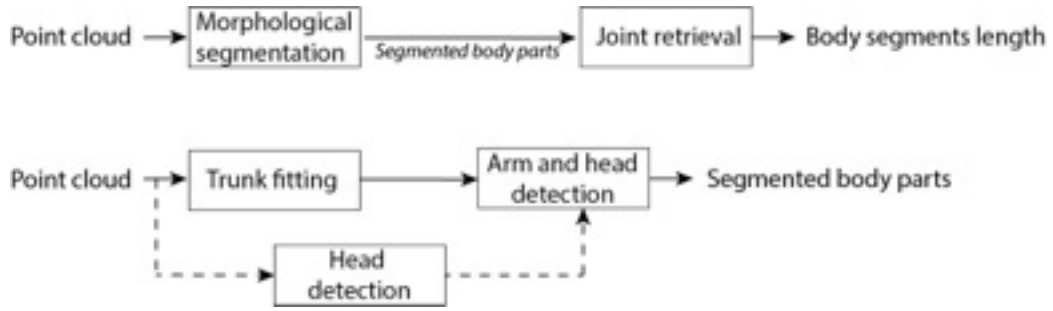 Point cloud
Morphological
segmentation
Segmented body parts
Joint retrieval
Body segments length
Point cloud
Trunk fitting
Arm and head
detection
Segmented body parts
Head
detection